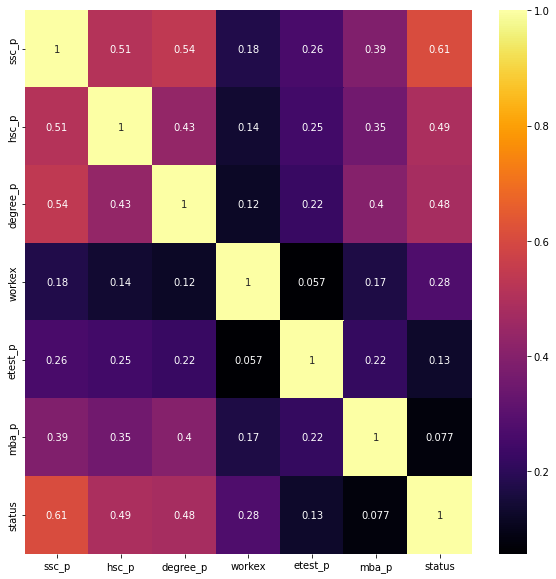 ssc_p 1 0.51 0.54 0.18 0.26 0.39 0.61
hsc_p 0.51 1 0.43 0.14 0.25 0.35 0.49
degree_p 0.54 0.43 1 0.12 0.22 0.4 0.48
workex 0.18 0.14 0.12 1 0.057 0.17 0.28
etest_p 0.26 0.25 0.22 0.057 1 0.22 0.13
mba_p 0.39 0.35 0.4 0.17 0.22 1 0.077
status 0.61 0.49 0.48 0.28 0.13 0.077 1
ssc_p hsc_p degree_p workex etest_p mba_p status
1.0
0.8
0.6
0.4
0.2